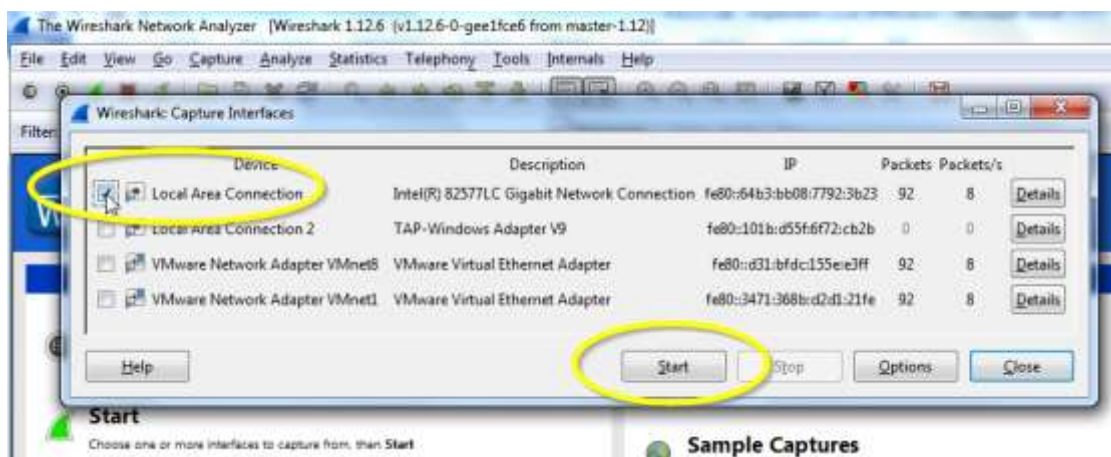 The Wireshark Network Analyzer [Wireshark 1.12.6 (v1.12.6-0-gee1fce6 from master-1.12)]
File Edit View Go Capture Analyze Statistics Telephony Tools Internals Help
Wireshark: Capture Interfaces
Filter:
Device Description IP Packets Packets/s
Local Area Connection Intel(R) 82577LC Gigabit Network Connection fe80::64b3:bb08:7792:3b23 92 8 Details
Local Area Connection 2 TAP-Windows Adapter V9 fe80::101b:d55f:6f72:cb2b 0 0 Details
VMware Network Adapter VMnet8 VMware Virtual Ethernet Adapter fe80::d31:bfdc:155e:e3ff 92 8 Details
VMware Network Adapter VMnet1 VMware Virtual Ethernet Adapter fe80::3471:368b:d2d1:21fe 92 8 Details
Help Start Stop Options Close
Start
Choose one or more interfaces to capture from, then Start
Sample Captures